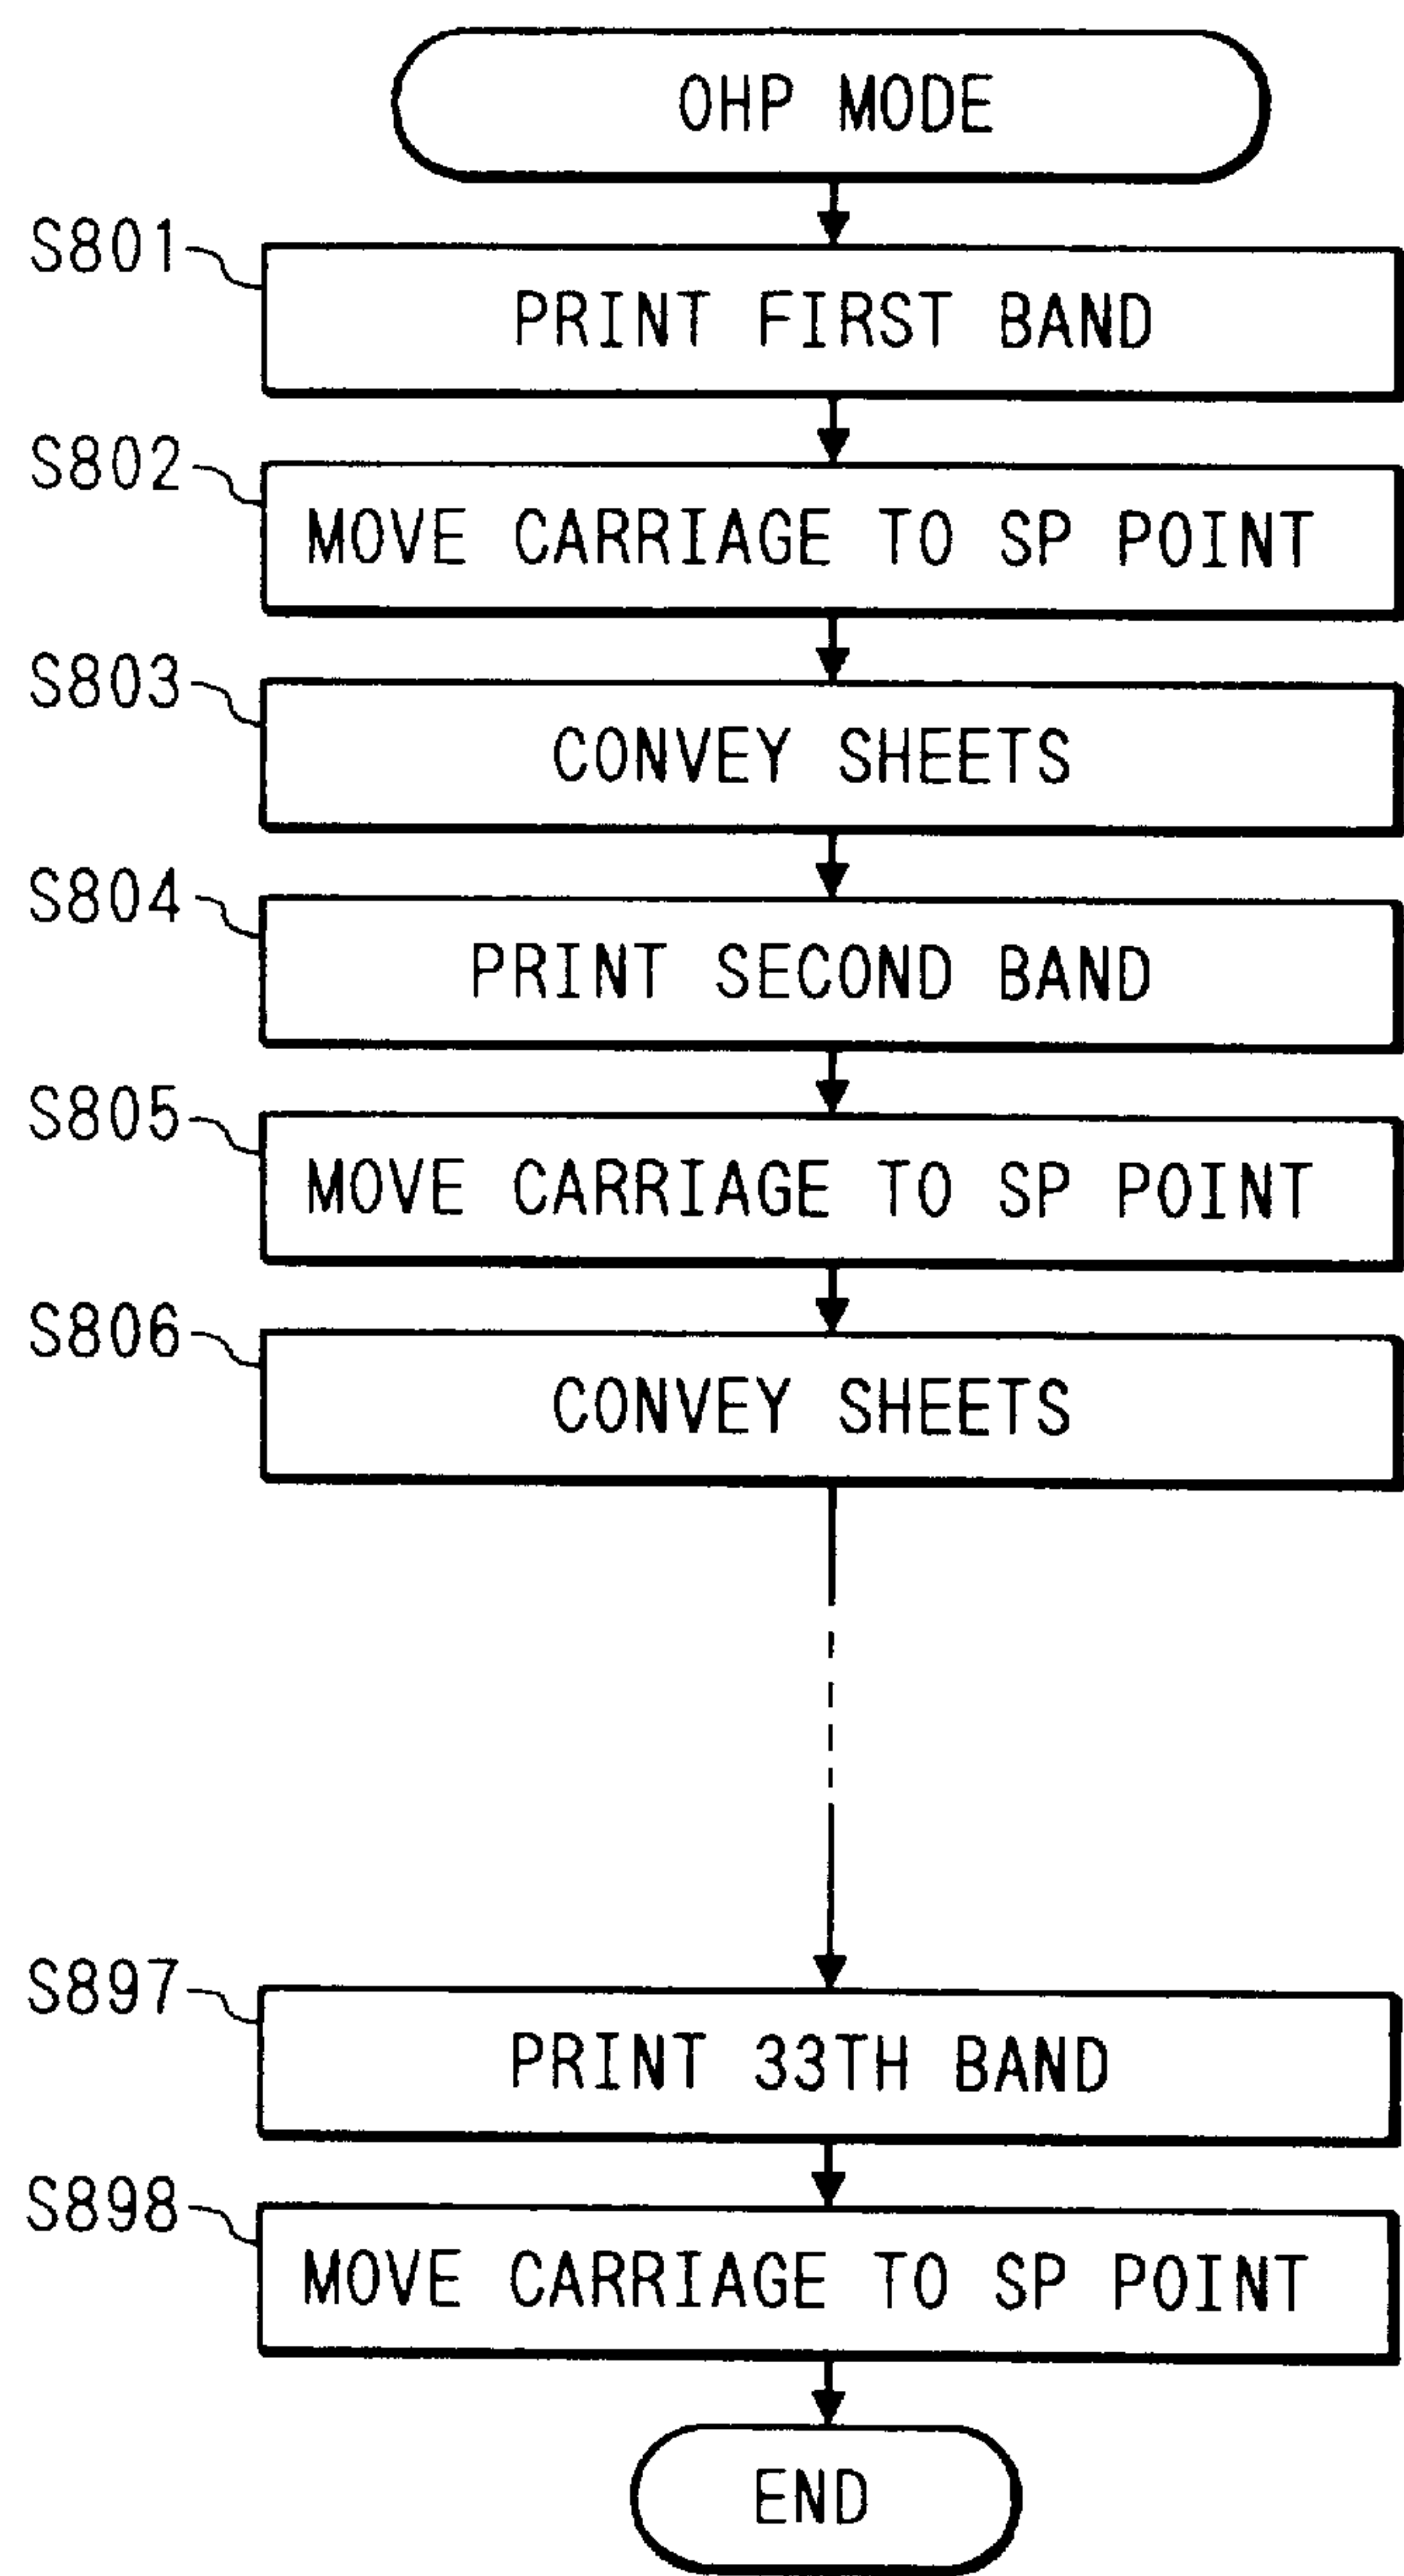 OHP MODE
S801
PRINT FIRST BAND
S802
MOVE CARRIAGE TO SP POINT
S803
CONVEY SHEETS
S804
PRINT SECOND BAND
S805
MOVE CARRIAGE TO SP POINT
S806
CONVEY SHEETS
S897
PRINT 33TH BAND
S898
MOVE CARRIAGE TO SP POINT
END